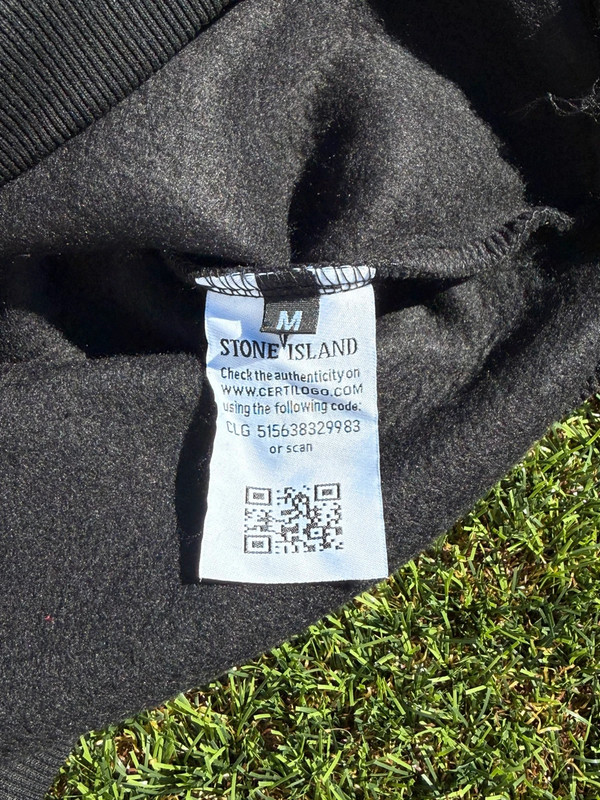 M
STONE ISLAND
Check the authenticity on
WWW.CERTILOGO.COM
using the following code:
CLG 515638329983
or scan